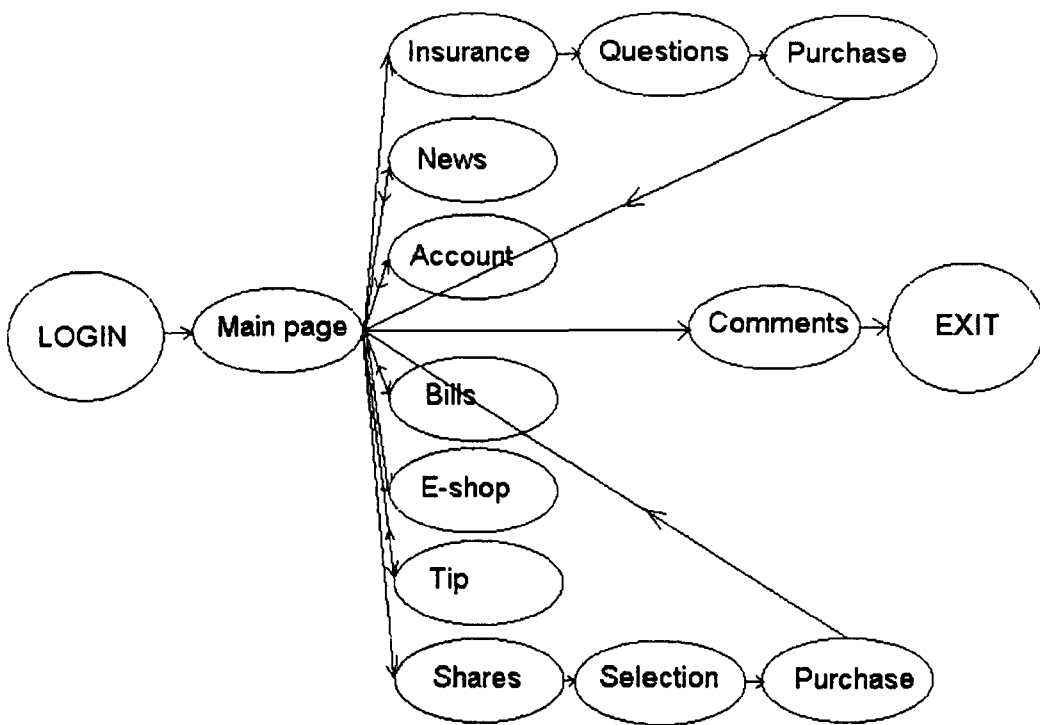 Insurance
Questions
Purchase
News
Account
LOGIN
Main page
Comments
EXIT
Bills
E-shop
Tip
Shares
Selection
Purchase